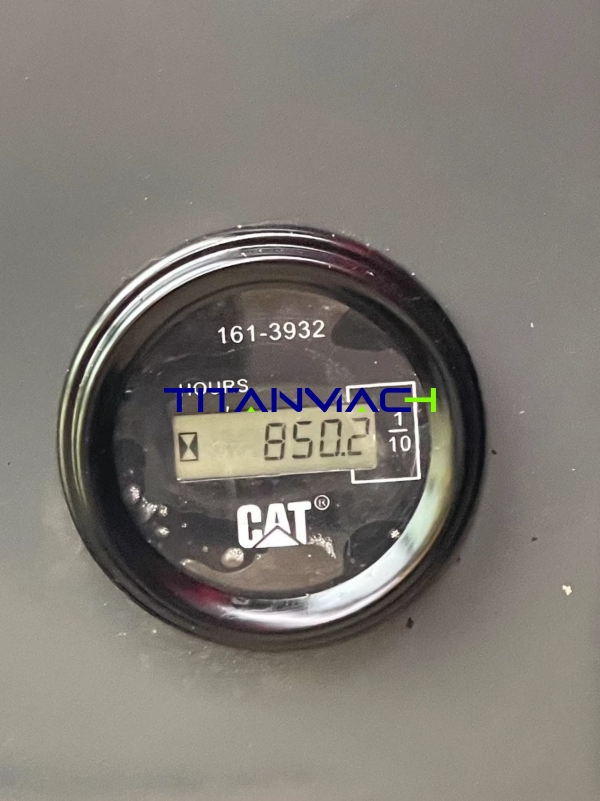 161-3932
HOURS
TITANMACH
850.2
1
10
CAT®